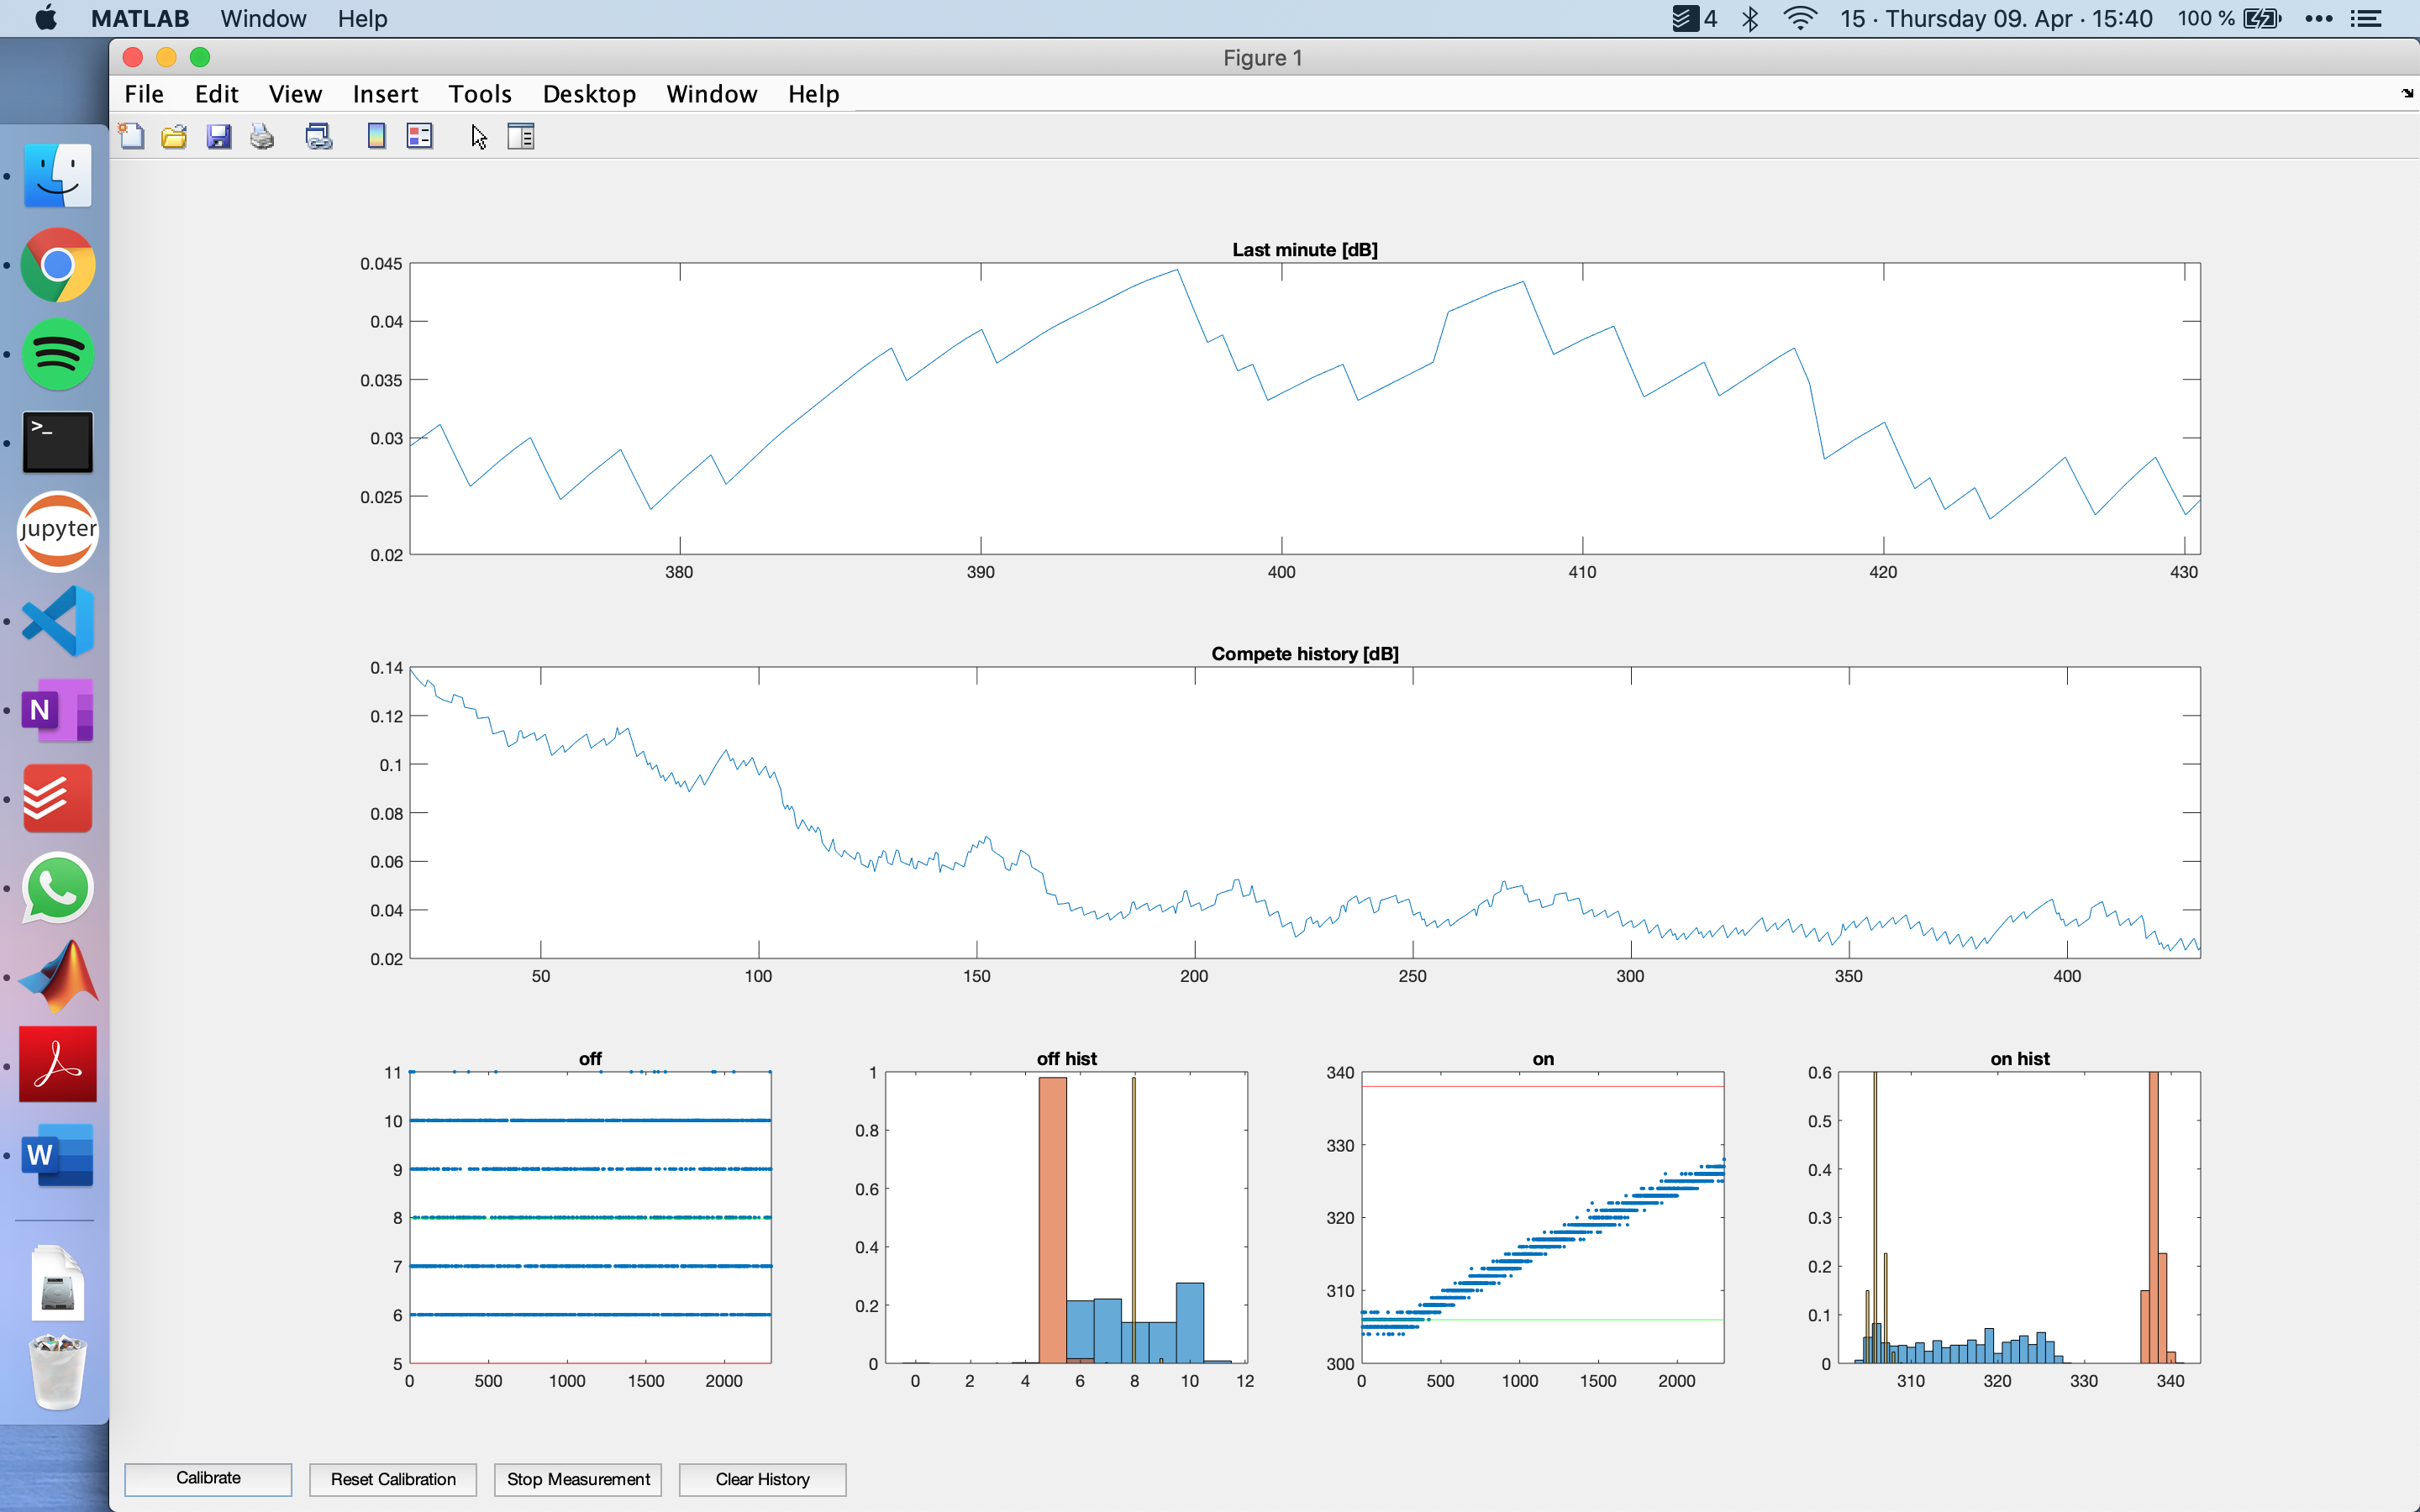 MATLAB Window Help 4 15 · Thursday 09. Apr · 15:40 100 %
Figure 1
File Edit View Insert Tools Desktop Window Help
>_
jupyter
N
W
Last minute [dB]
0.045
0.04
0.035
0.03
0.025
0.02
380 390 400 410 420 430
Compete history [dB]
0.14
0.12
0.1
0.08
0.06
0.04
0.02
50 100 150 200 250 300 350 400
off
11
10
9
8
7
6
5
0 500 1000 1500 2000
off hist
1
0.8
0.6
0.4
0.2
0
0 2 4 6 8 10 12
on
340
330
320
310
300
0 500 1000 1500 2000
on hist
0.6
0.5
0.4
0.3
0.2
0.1
0
310 320 330 340
Calibrate Reset Calibration Stop Measurement Clear History